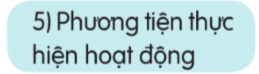 5) Phương tiện thực
hiện hoạt động